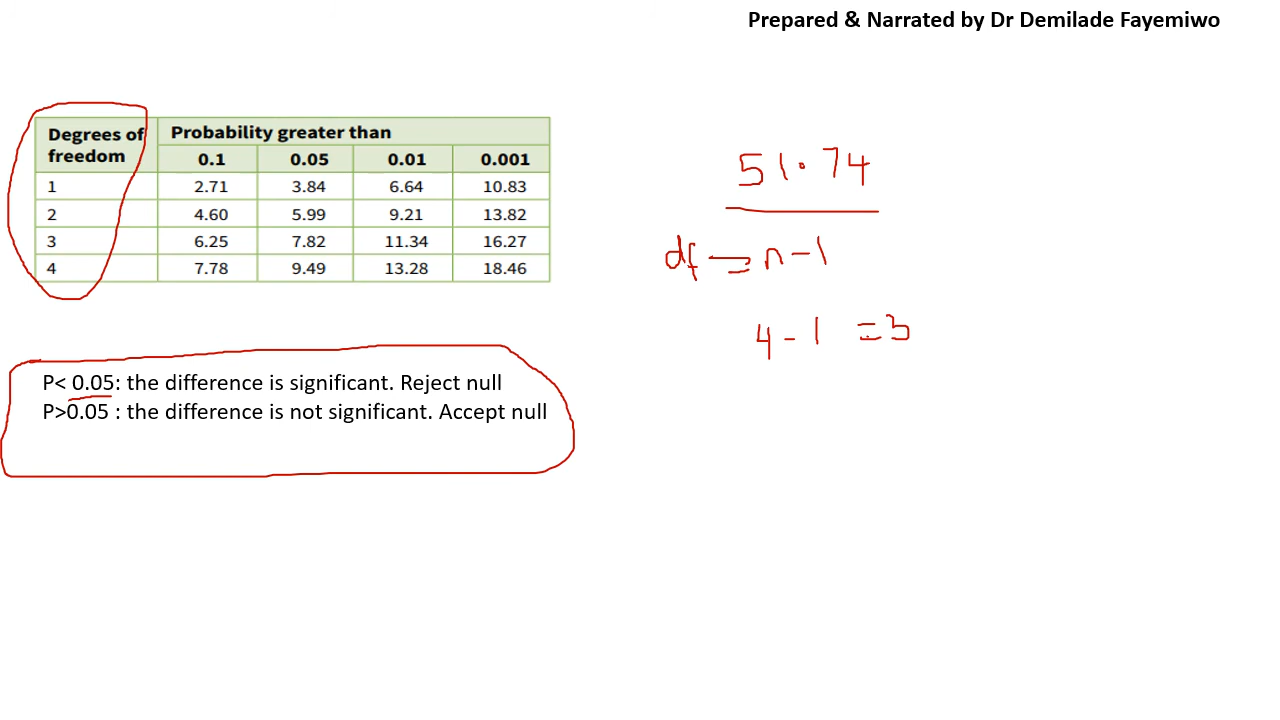 Prepared & Narrated by Dr Demilade Fayemiwo
Degrees of freedom Probability greater than
0.1 0.05 0.01 0.001
1 2.71 3.84 6.64 10.83
2 4.60 5.99 9.21 13.82
3 6.25 7.82 11.34 16.27
4 7.78 9.49 13.28 18.46
P< 0.05: the difference is significant. Reject null
P>0.05 : the difference is not significant. Accept null
51.74
df = n-1
4-1 =3